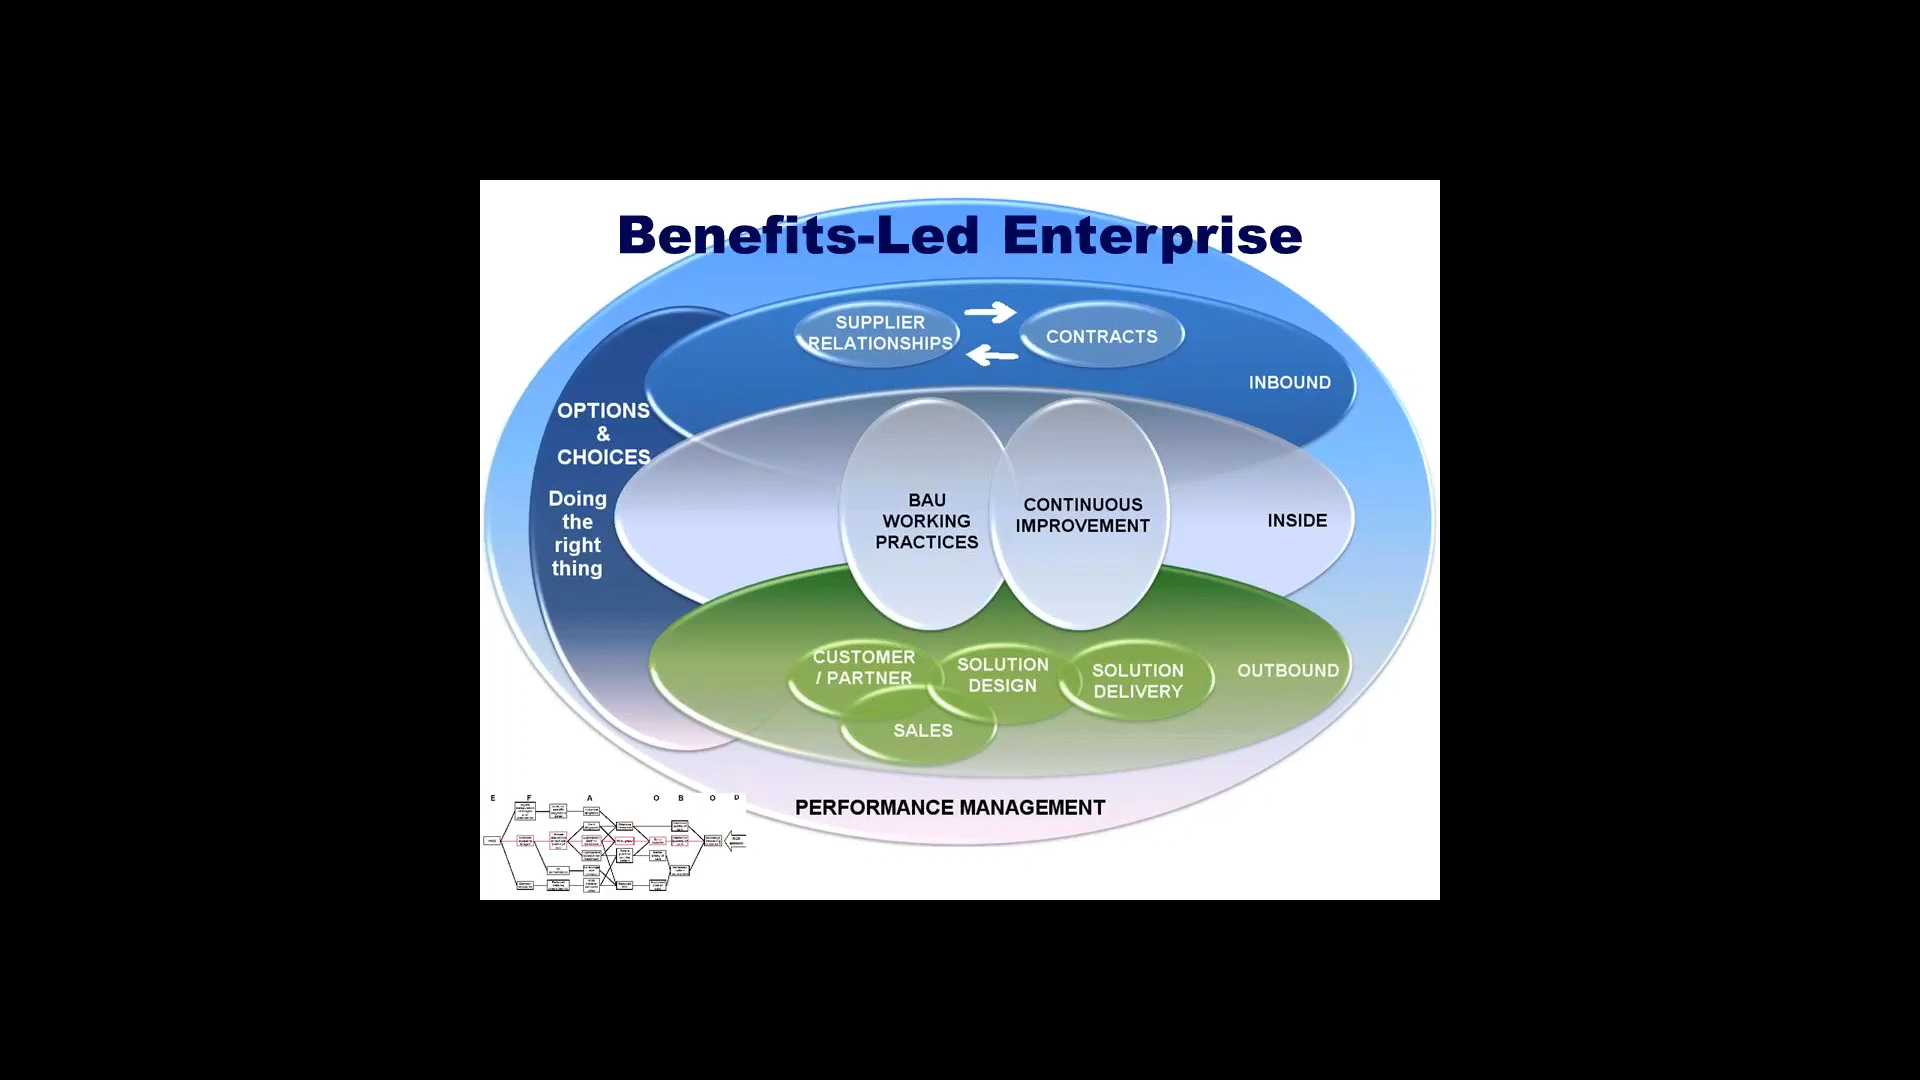 Benefits-Led Enterprise
SUPPLIER
RELATIONSHIPS
CONTRACTS
INBOUND
OPTIONS
&
CHOICES
Doing
the
right
thing
BAU
WORKING
PRACTICES
CONTINUOUS
IMPROVEMENT
INSIDE
CUSTOMER
/ PARTNER
SOLUTION
DESIGN
SOLUTION
DELIVERY
OUTBOUND
SALES
PERFORMANCE MANAGEMENT
E F A O B O D